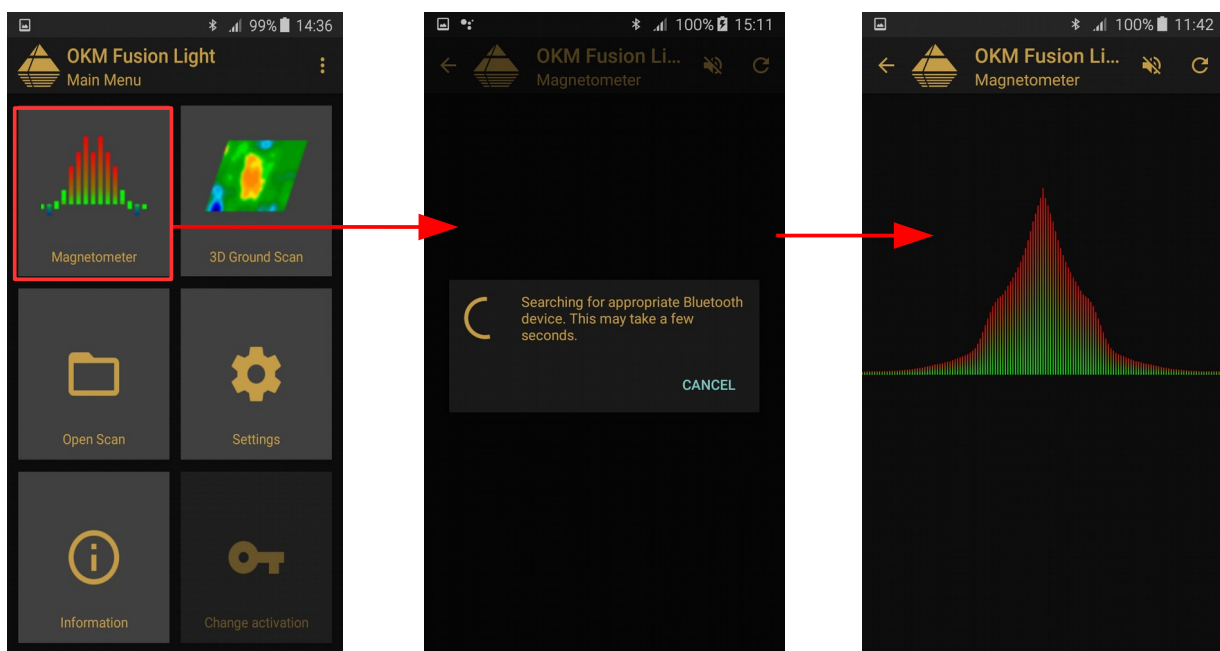 99% 14:36
OKM Fusion Light
Main Menu
Magnetometer
3D Ground Scan
Open Scan
Settings
Information
Change activation
100% 15:11
OKM Fusion Li...
Magnetometer
Searching for appropriate Bluetooth
device. This may take a few
seconds.
CANCEL
100% 11:42
OKM Fusion Li...
Magnetometer